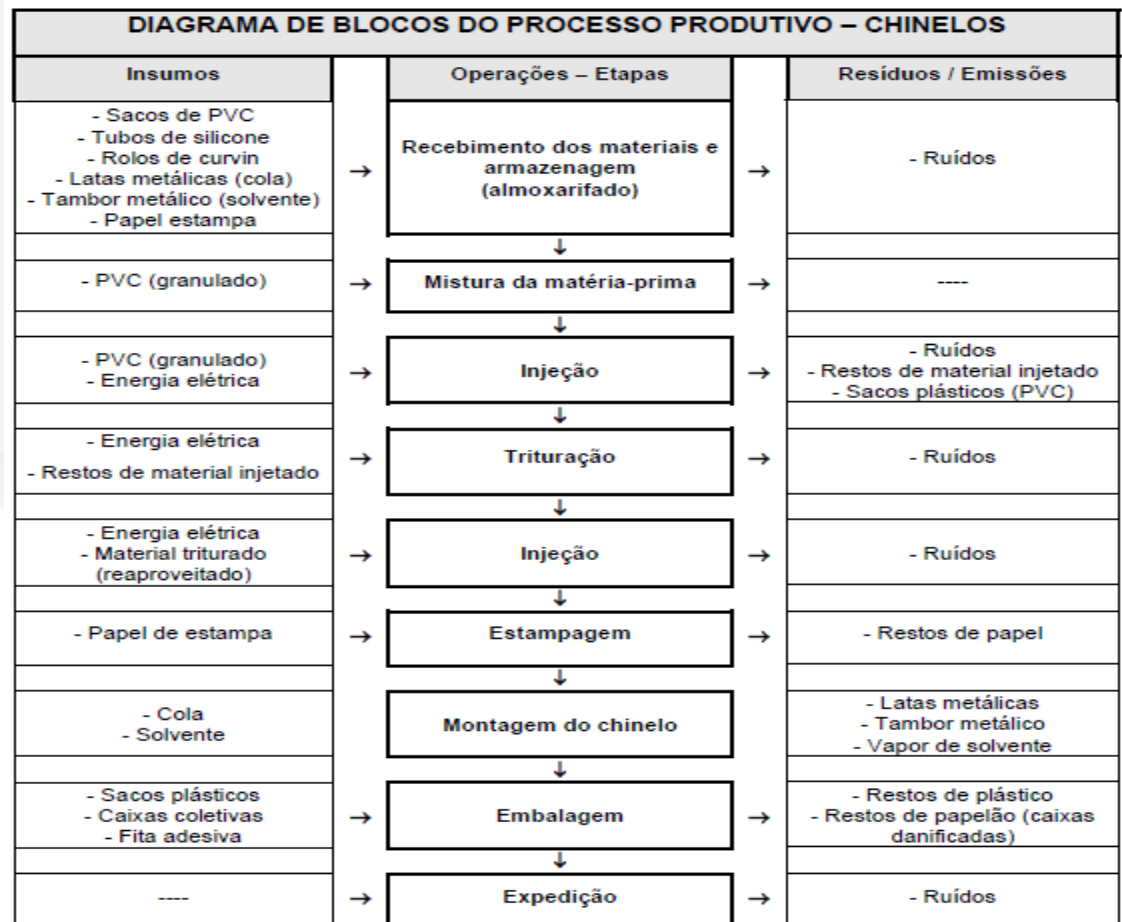 DIAGRAMA DE BLOCOS DO PROCESSO PRODUTIVO – CHINELOS
Insumos
Operações – Etapas
Resíduos / Emissões
- Sacos de PVC
- Tubos de silicone
- Rolos de curvin
- Latas metálicas (cola)
- Tambor metálico (solvente)
- Papel estampa
→
Recebimento dos materiais e
armazenagem
(almoxarifado)
→
- Ruídos
↓
- PVC (granulado)
→
Mistura da matéria-prima
→
----
↓
- PVC (granulado)
- Energia elétrica
→
Injeção
→
- Ruídos
- Restos de material injetado
- Sacos plásticos (PVC)
↓
- Energia elétrica
- Restos de material injetado
→
Trituração
→
- Ruídos
↓
- Energia elétrica
- Material triturado
(reaproveitado)
→
Injeção
→
- Ruídos
↓
- Papel de estampa
→
Estampagem
→
- Restos de papel
↓
- Cola
- Solvente
Montagem do chinelo
- Latas metálicas
- Tambor metálico
- Vapor de solvente
↓
- Sacos plásticos
- Caixas coletivas
- Fita adesiva
→
Embalagem
→
- Restos de plástico
- Restos de papelão (caixas
danificadas)
↓
----
→
Expedição
→
- Ruídos